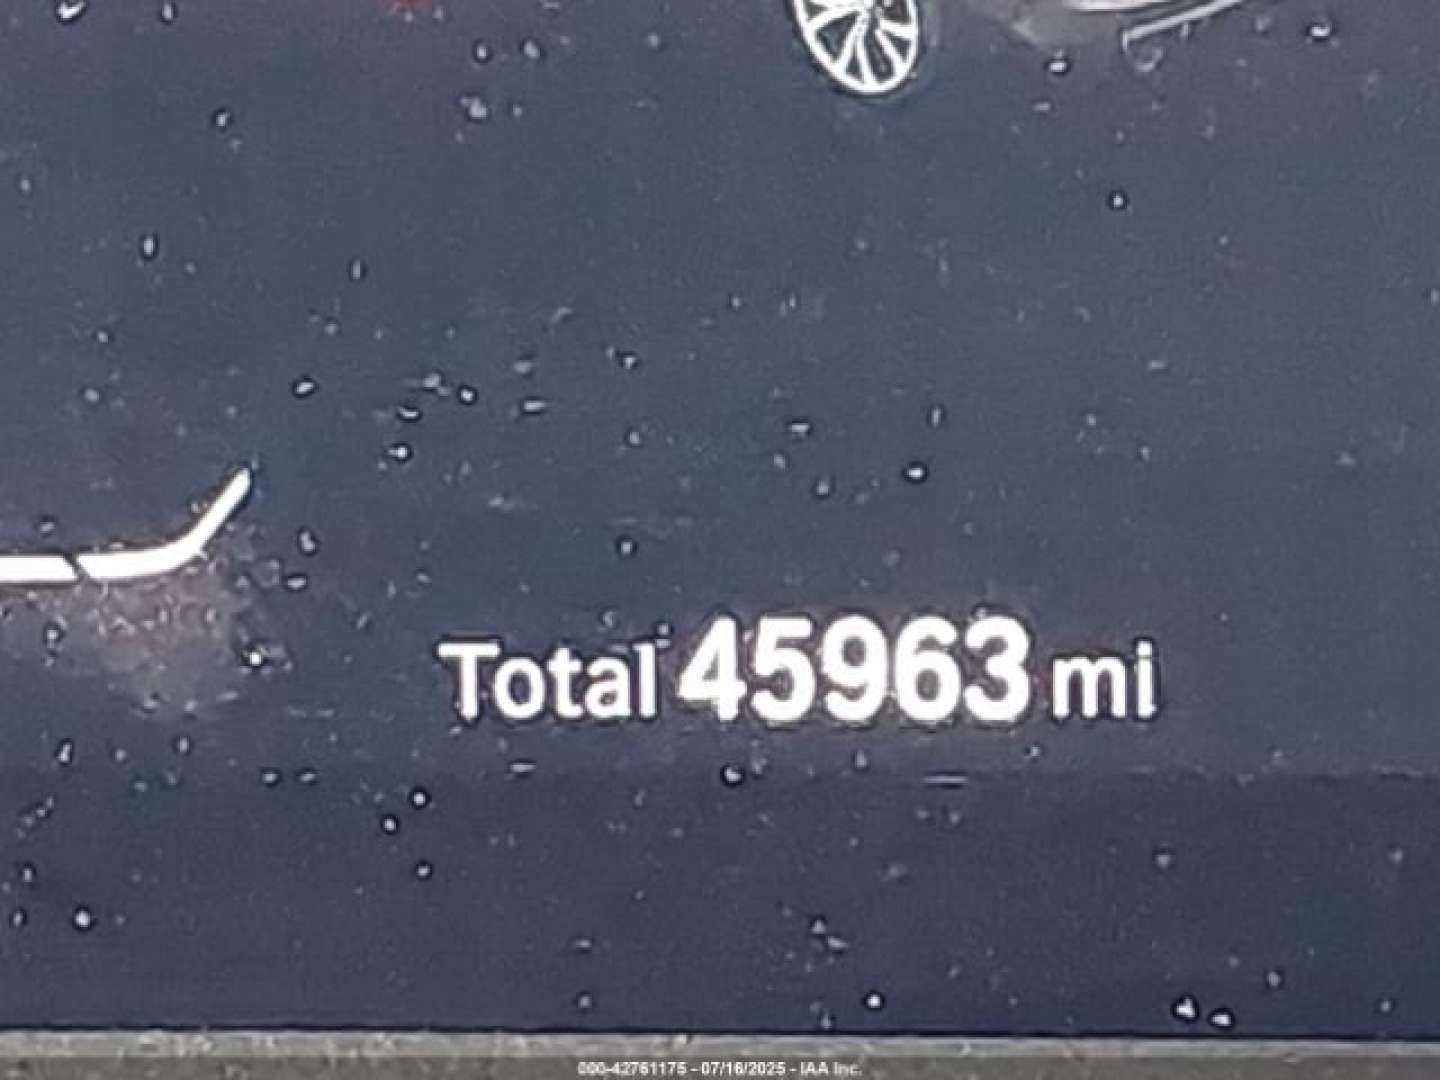 Total 45963 mi
000-42761175 - 07/16/2025 - IAA Inc.